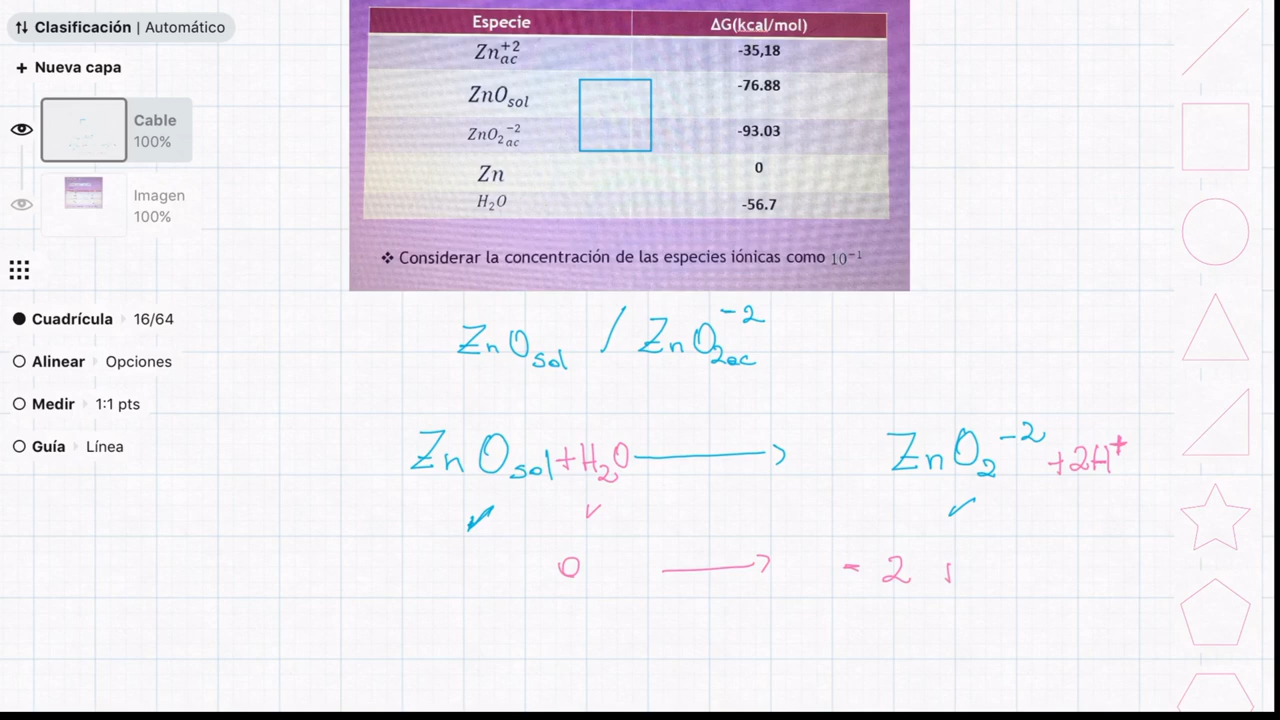 Clasificación | Automático
+ Nueva capa
Cable
100%
Imagen
100%
Cuadrícula 16/64
Alinear Opciones
Medir 1:1 pts
Guía Línea
Especie ΔG(kcal/mol)
Zn⁺²ac -35,18
ZnOsol -76.88
ZnO₂⁻²ac -93.03
Zn 0
H₂O -56.7
❖ Considerar la concentración de las especies iónicas como 10⁻¹
ZnOsol / ZnO₂ac⁻²
ZnOsol + H₂O → ZnO₂⁻² + 2H⁺
0 → - 2